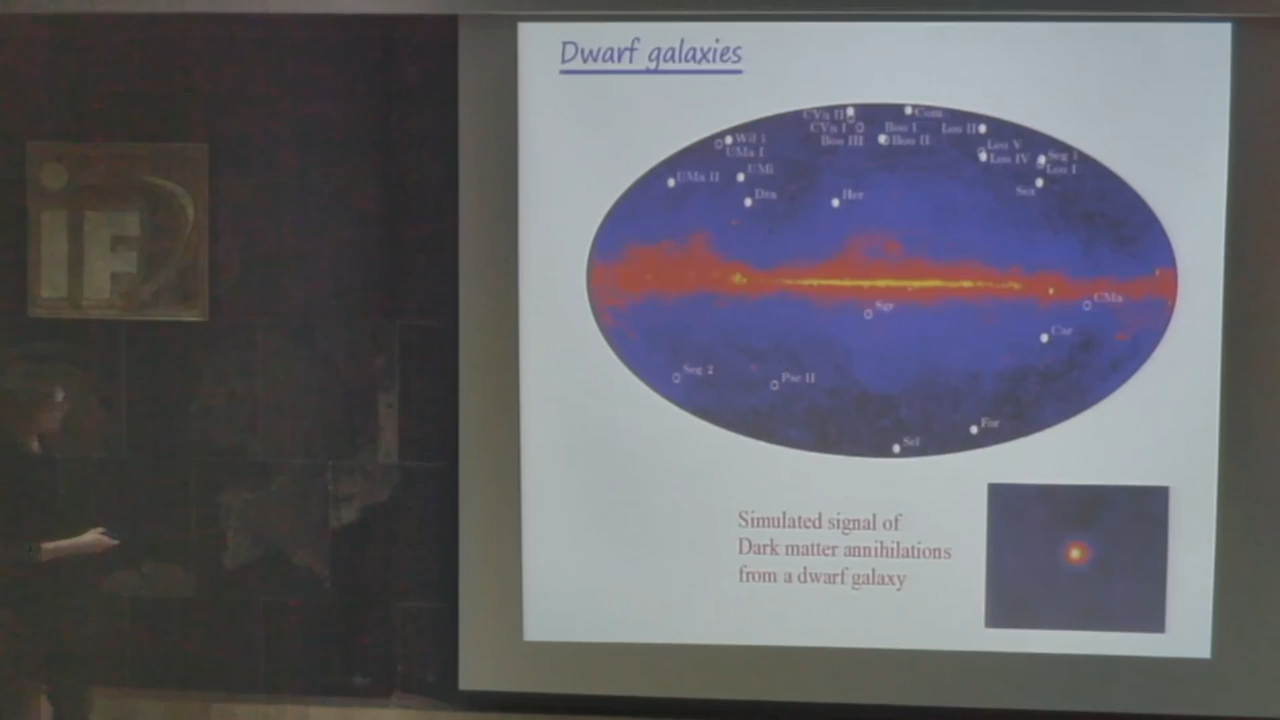 Dwarf galaxies
CVn II
Com
CVn I
Boo I
Leo II
Wil 1
Boo III
Boo II
UMa I
Leo V
Seg 1
Leo IV
Leo I
UMa II
UMi
Sex
Dra
Her
CMa
Sgr
Car
Seg 2
Psc II
For
Scl
Simulated signal of
Dark matter annihilations
from a dwarf galaxy
iF